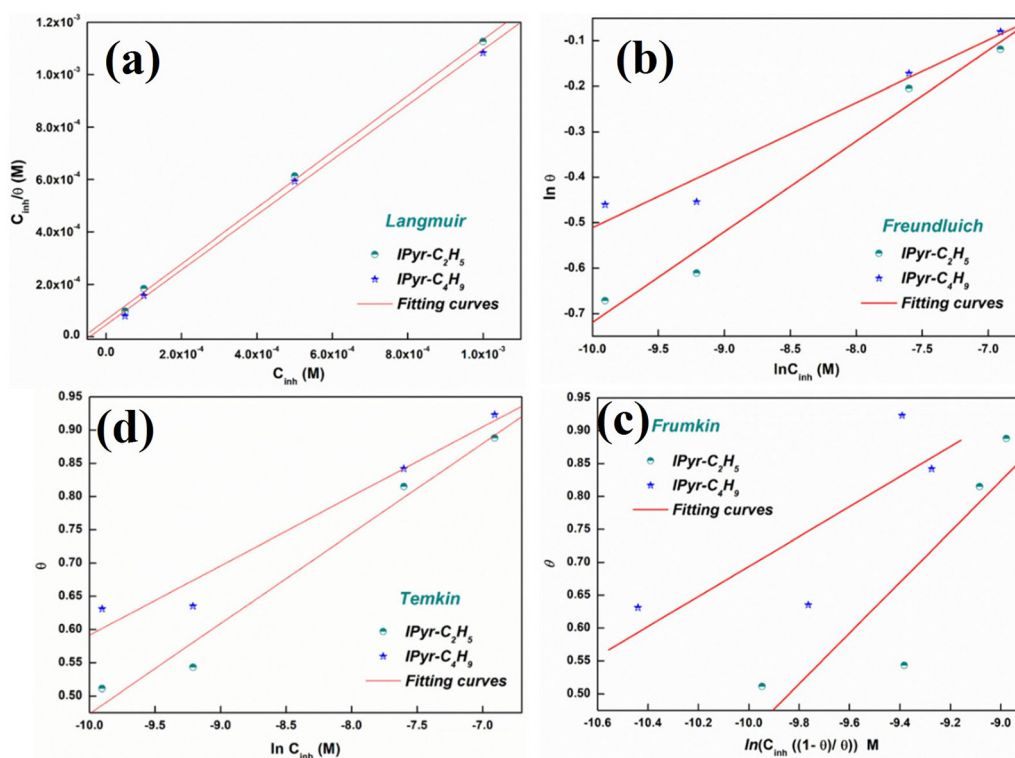 (a)
1.2x10⁻³
1.0x10⁻³
8.0x10⁻⁴
6.0x10⁻⁴
4.0x10⁻⁴
2.0x10⁻⁴
0.0
C_inh/θ (M)
Langmuir
IPyr-C₂H₅
IPyr-C₄H₉
Fitting curves
0.0 2.0x10⁻⁴ 4.0x10⁻⁴ 6.0x10⁻⁴ 8.0x10⁻⁴ 1.0x10⁻³
C_inh (M)
(b)
-0.1
-0.2
-0.3
-0.4
-0.5
-0.6
-0.7
ln θ
Freundluich
IPyr-C₂H₅
IPyr-C₄H₉
Fitting curves
-10.0 -9.5 -9.0 -8.5 -8.0 -7.5 -7.0
lnC_inh (M)
(d)
0.95
0.90
0.85
0.80
0.75
0.70
0.65
0.60
0.55
0.50
θ
Temkin
IPyr-C₂H₅
IPyr-C₄H₉
Fitting curves
-10.0 -9.5 -9.0 -8.5 -8.0 -7.5 -7.0
ln C_inh (M)
(c)
0.95
0.90
0.85
0.80
0.75
0.70
0.65
0.60
0.55
0.50
θ
Frumkin
IPyr-C₂H₅
IPyr-C₄H₉
Fitting curves
-10.6 -10.4 -10.2 -10.0 -9.8 -9.6 -9.4 -9.2 -9.0
ln(C_inh ((1- θ)/ θ)) M